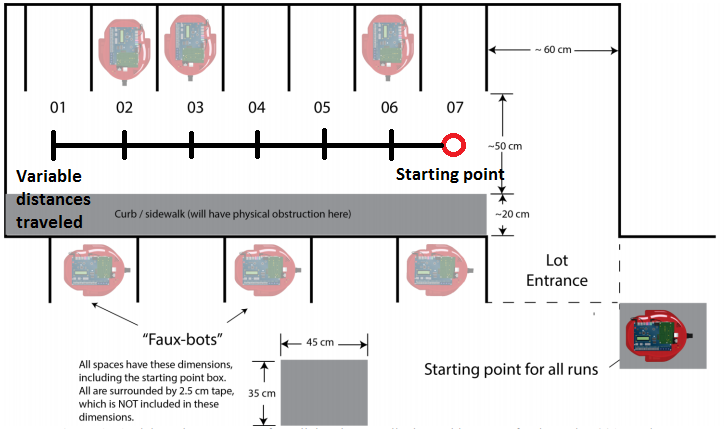 ~ 60 cm
01 02 03 04 05 06 07
~50 cm
Variable
distances
traveled
Starting point
Curb / sidewalk (will have physical obstruction here)
~20 cm
Lot
Entrance
"Faux-bots"
45 cm
All spaces have these dimensions,
including the starting point box.
All are surrounded by 2.5 cm tape,
which is NOT included in these
dimensions.
35 cm
Starting point for all runs